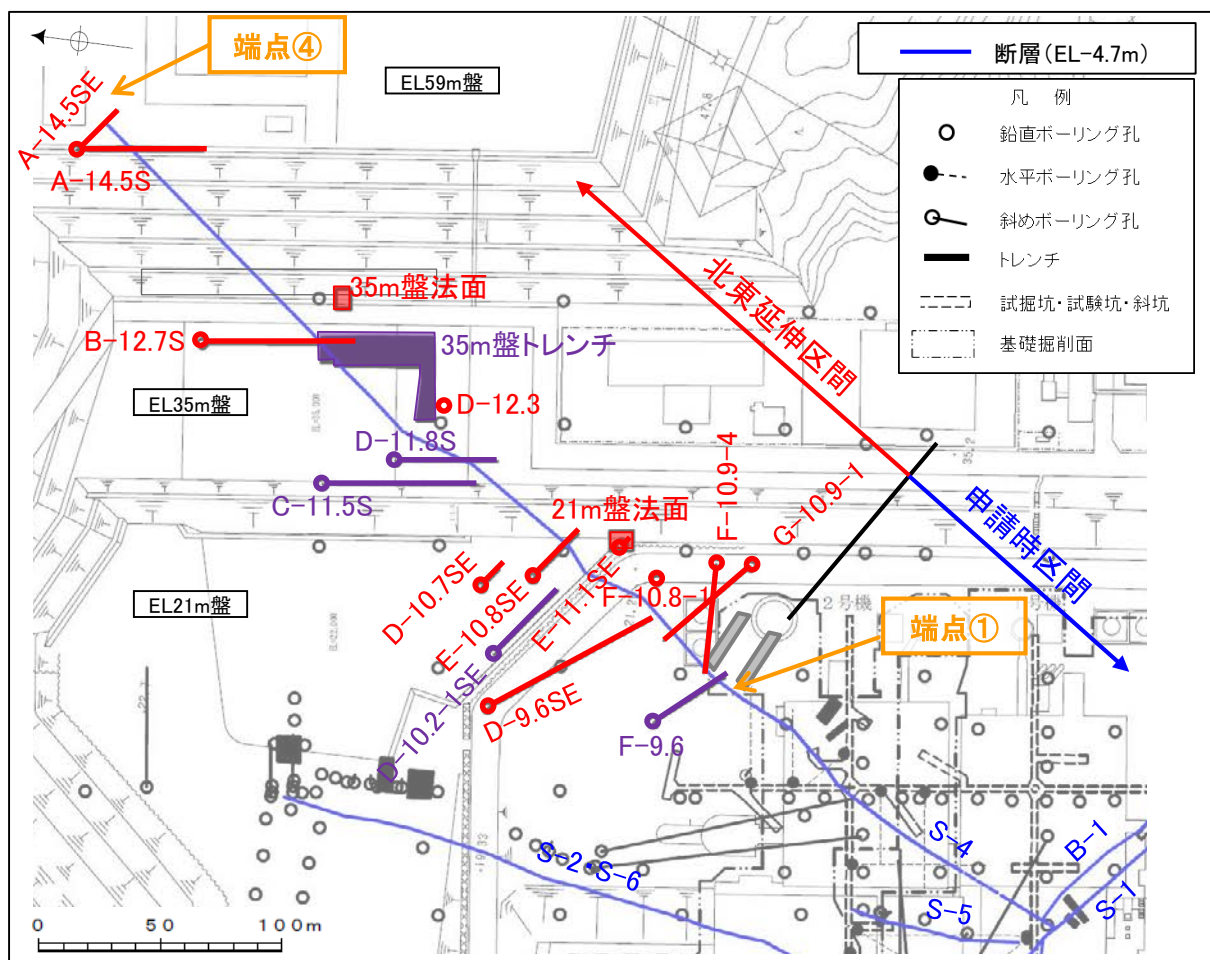 端点④
EL59m盤
断層(EL-4.7m)
凡 例
鉛直ボーリング孔
水平ボーリング孔
斜めボーリング孔
トレンチ
試掘坑・試験坑・斜坑
基礎掘削面
A-14.5SE
A-14.5S
47.8
北東延伸区間
35m盤法面
B-12.7S
35m盤トレンチ
EL35m盤
D-12.3
D-11.8S
C-11.5S
21m盤法面
F-10.9-4
G-10.9-1
35.2
申請時区間
EL21m盤
D-10.7SE
E-10.8SE
E-11.1SE
F-10.8-1
2号機
号機
端点①
D-10.2-1SE
D-9.6SE
F-9.6
S-2・S-6
S-4
B-1
S-5
S-1
0 50 100m